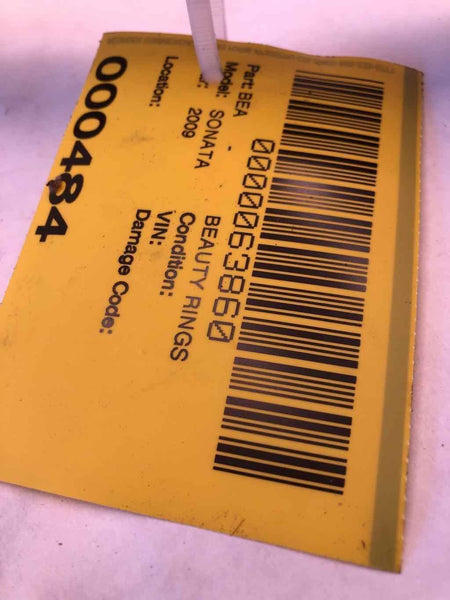 0000063860
Part: BEA BEAUTY RINGS
Model: SONATA Condition:
2009 VIN:
Location: Damage Code:
000484